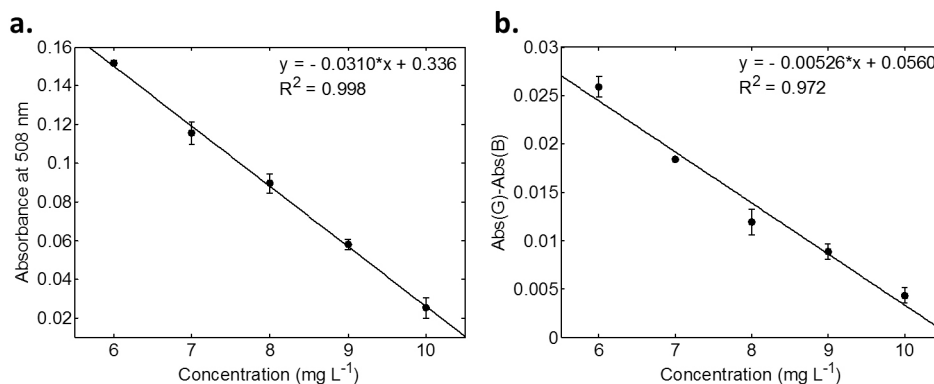 a.
0.16
0.14
0.12
0.1
0.08
0.06
0.04
0.02
6 7 8 9 10
Absorbance at 508 nm
Concentration (mg L⁻¹)
y = - 0.0310*x + 0.336
R² = 0.998
b.
0.03
0.025
0.02
0.015
0.01
0.005
0
6 7 8 9 10
Abs(G)-Abs(B)
Concentration (mg L⁻¹)
y = - 0.00526*x + 0.0560
R² = 0.972